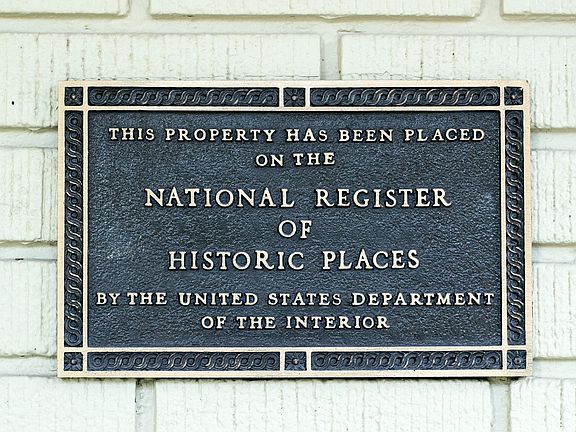 THIS PROPERTY HAS BEEN PLACED
ON THE
NATIONAL REGISTER
OF
HISTORIC PLACES
BY THE UNITED STATES DEPARTMENT
OF THE INTERIOR